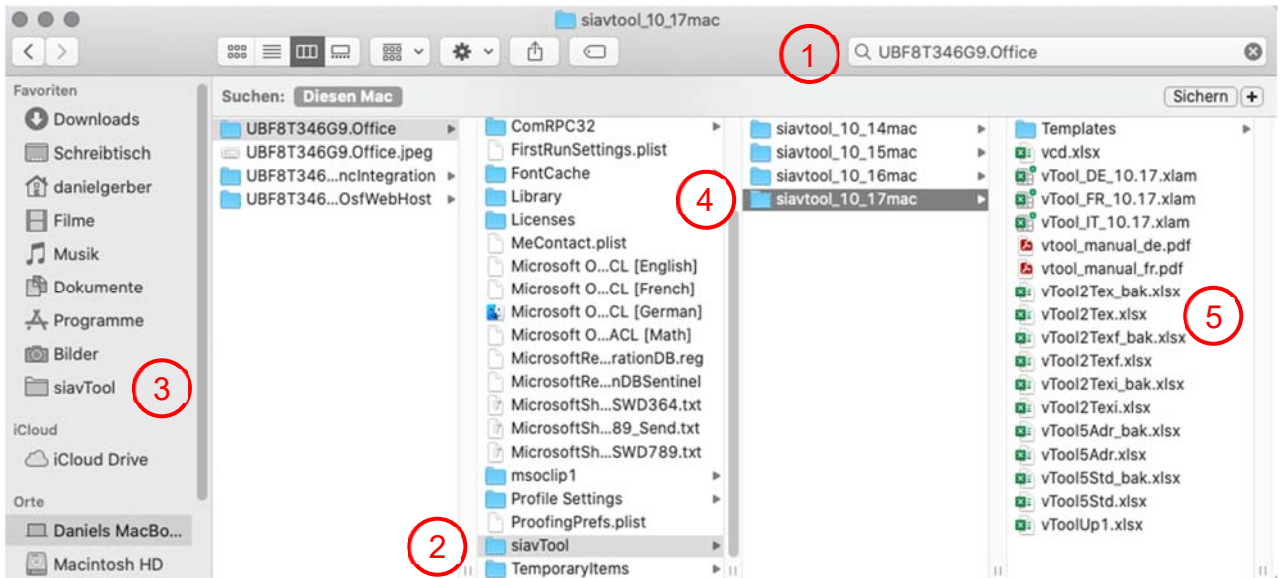 siavtool_10_17mac
1
UBF8T346G9.Office
Suchen: Diesen Mac
Sichern +
Favoriten
Downloads
Schreibtisch
danielgerber
Filme
Musik
Dokumente
Programme
Bilder
siavTool
3
iCloud
iCloud Drive
Orte
Daniels MacBo...
Macintosh HD
UBF8T346G9.Office
UBF8T346G9.Office.jpeg
UBF8T346...ncIntegration
UBF8T346...OsfWebHost
2
ComRPC32
FirstRunSettings.plist
FontCache
Library
Licenses
MeContact.plist
Microsoft O...CL [English]
Microsoft O...CL [French]
Microsoft O...CL [German]
Microsoft O...ACL [Math]
MicrosoftRe...rationDB.reg
MicrosoftRe...nDBSentinel
MicrosoftSh...SWD364.txt
MicrosoftSh...89_Send.txt
MicrosoftSh...SWD789.txt
msoclip1
Profile Settings
ProofingPrefs.plist
siavTool
TemporaryItems
4
siavtool_10_14mac
siavtool_10_15mac
siavtool_10_16mac
siavtool_10_17mac
Templates
vcd.xlsx
vTool_DE_10.17.xlam
vTool_FR_10.17.xlam
vTool_IT_10.17.xlam
vtool_manual_de.pdf
vtool_manual_fr.pdf
vTool2Tex_bak.xlsx
vTool2Tex.xlsx
vTool2Texf_bak.xlsx
vTool2Texf.xlsx
vTool2Texi_bak.xlsx
vTool2Texi.xlsx
vTool5Adr_bak.xlsx
vTool5Adr.xlsx
vTool5Std_bak.xlsx
vTool5Std.xlsx
vToolUp1.xlsx
5